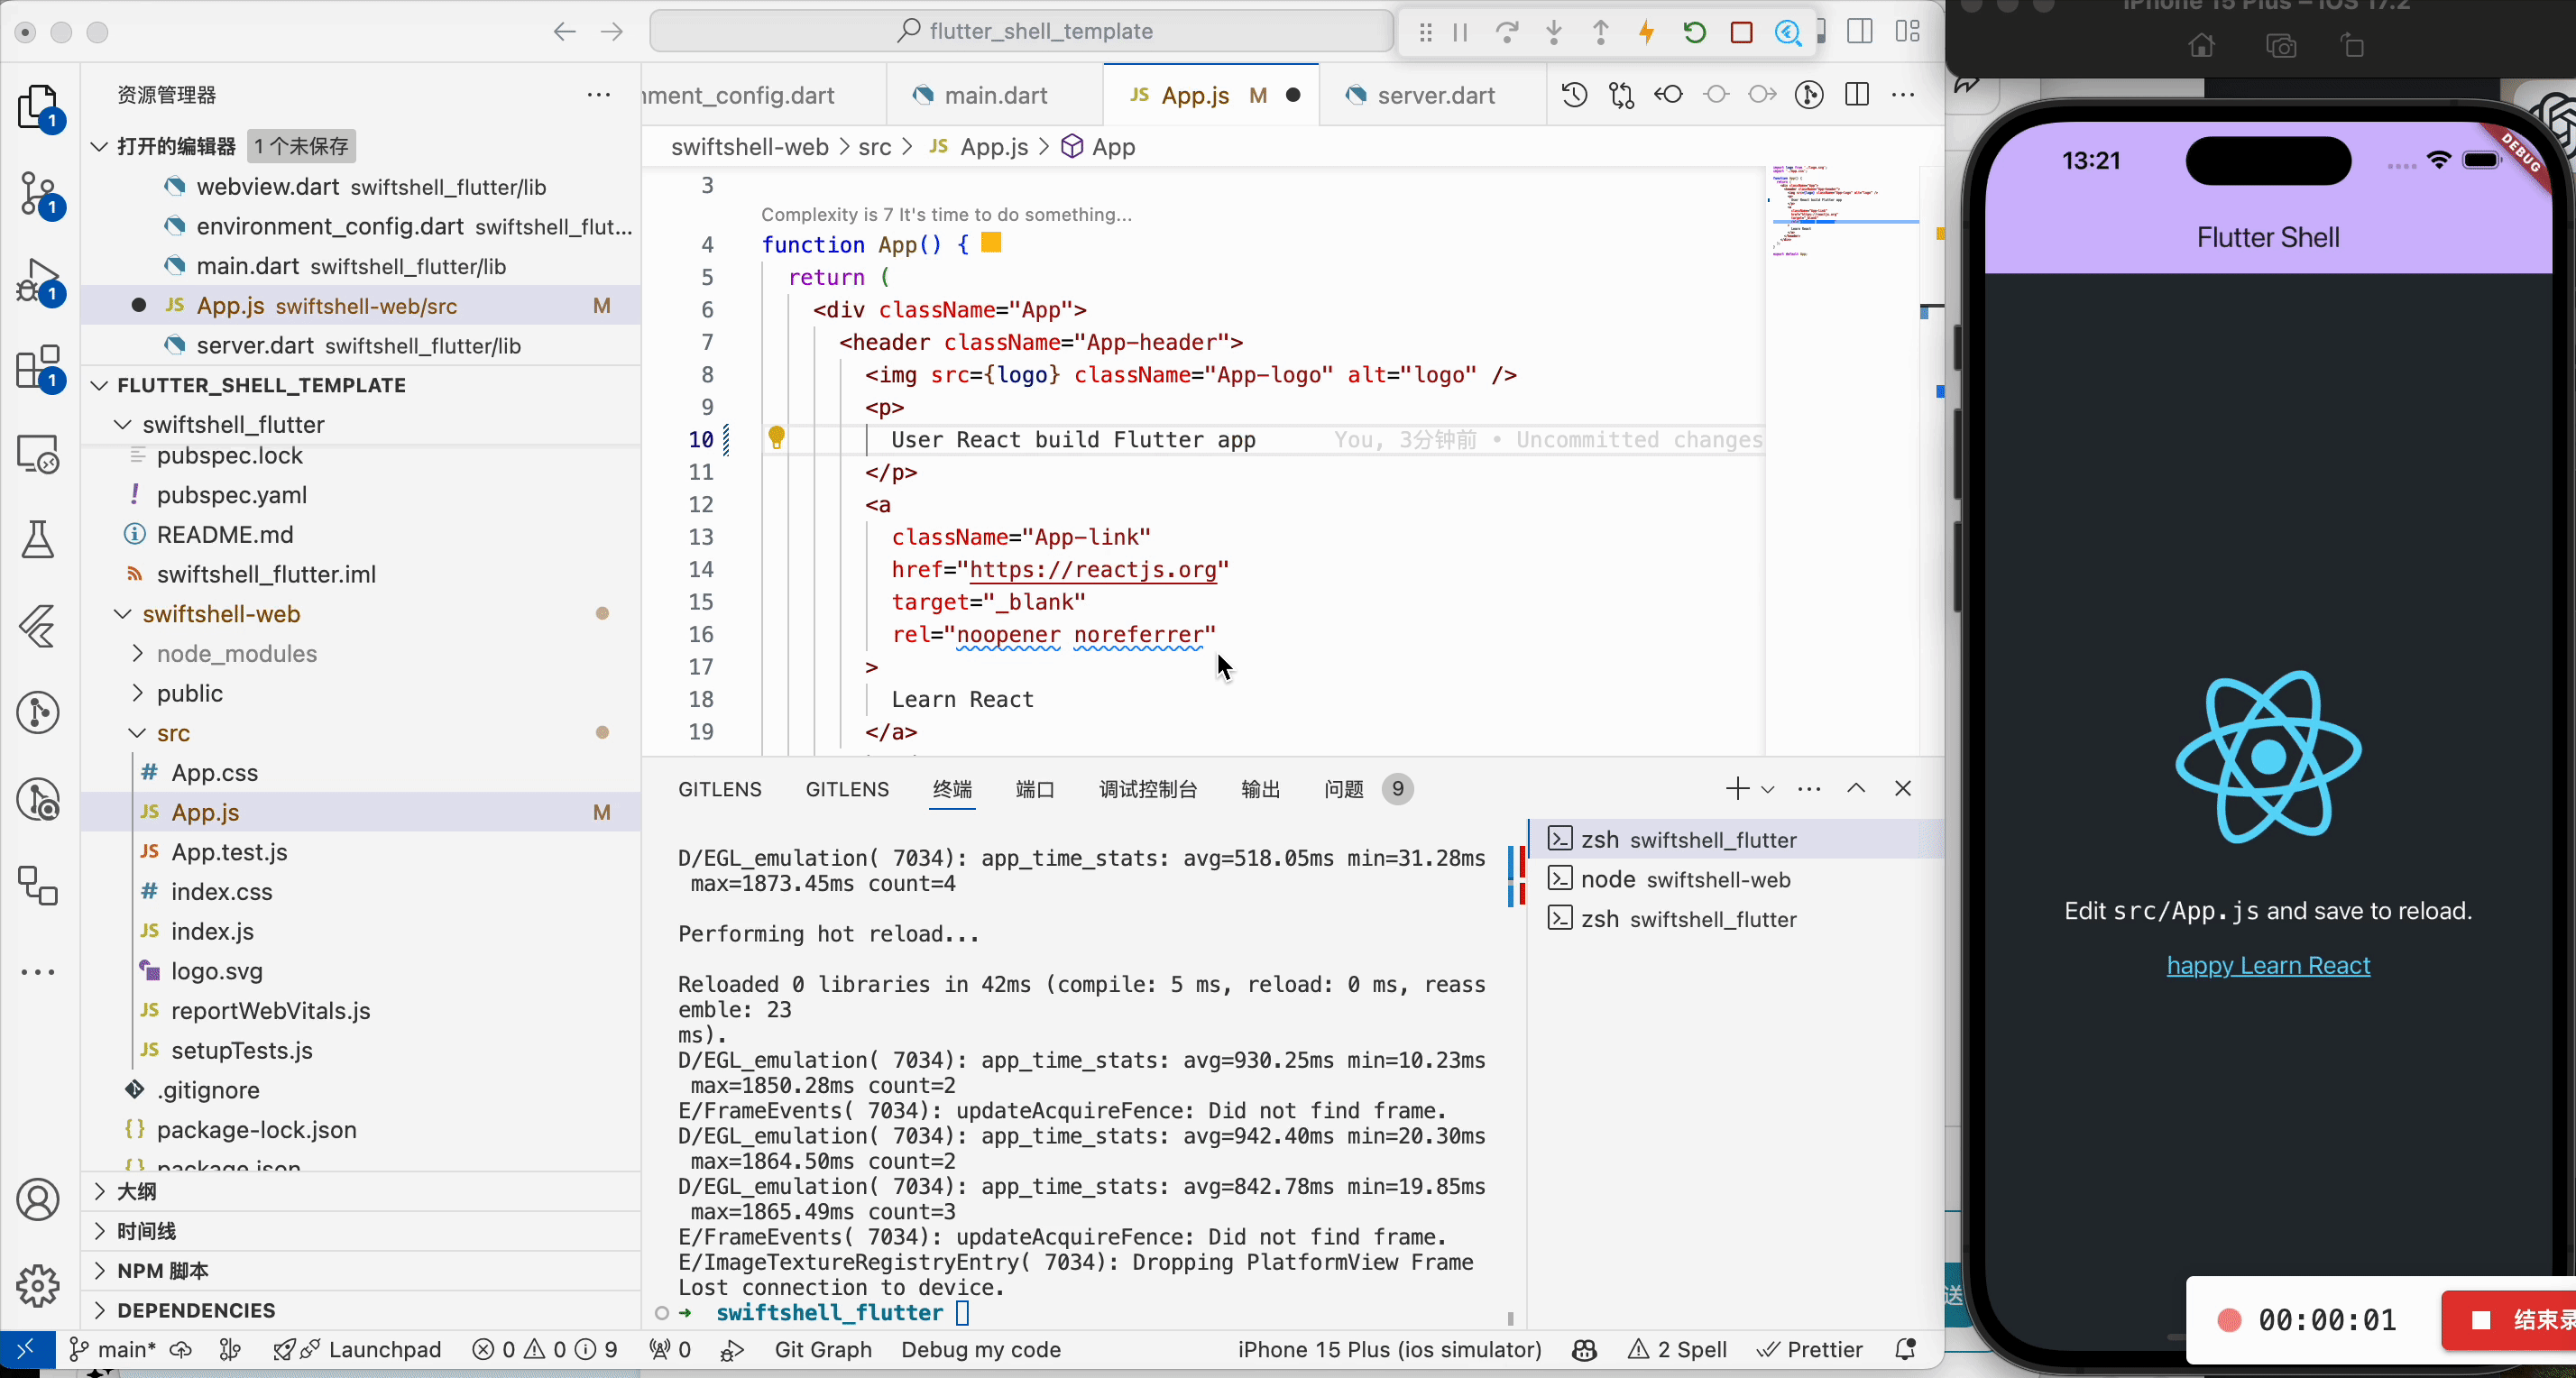 flutter_shell_template
资源管理器
打开的编辑器 1 个未保存
webview.dart swiftshell_flutter/lib
environment_config.dart swiftshell_flut...
main.dart swiftshell_flutter/lib
App.js swiftshell-web/src M
server.dart swiftshell_flutter/lib
FLUTTER_SHELL_TEMPLATE
swiftshell_flutter
pubspec.lock
pubspec.yaml
README.md
swiftshell_flutter.iml
swiftshell-web
node_modules
public
src
App.css
App.js M
App.test.js
index.css
index.js
logo.svg
reportWebVitals.js
setupTests.js
.gitignore
package-lock.json
package.json
大纲
时间线
NPM 脚本
DEPENDENCIES
nment_config.dart main.dart JS App.js M server.dart
swiftshell-web > src > JS App.js > App
3
Complexity is 7 It's time to do something...
4 function App() {
5 return (
6 <div className="App">
7 <header className="App-header">
8 <img src={logo} className="App-logo" alt="logo" />
9 <p>
10 User React build Flutter app You, 3分钟前 • Uncommitted changes
11 </p>
12 <a
13 className="App-link"
14 href="https://reactjs.org"
15 target="_blank"
16 rel="noopener noreferrer"
17 >
18 Learn React
19 </a>
GITLENS GITLENS 终端 端口 调试控制台 输出 问题 9
D/EGL_emulation( 7034): app_time_stats: avg=518.05ms min=31.28ms
max=1873.45ms count=4
Performing hot reload...
Reloaded 0 libraries in 42ms (compile: 5 ms, reload: 0 ms, reass
emble: 23
ms).
D/EGL_emulation( 7034): app_time_stats: avg=930.25ms min=10.23ms
max=1850.28ms count=2
E/FrameEvents( 7034): updateAcquireFence: Did not find frame.
D/EGL_emulation( 7034): app_time_stats: avg=942.40ms min=20.30ms
max=1864.50ms count=2
D/EGL_emulation( 7034): app_time_stats: avg=842.78ms min=19.85ms
max=1865.49ms count=3
E/FrameEvents( 7034): updateAcquireFence: Did not find frame.
E/ImageTextureRegistryEntry( 7034): Dropping PlatformView Frame
Lost connection to device.
swiftshell_flutter
zsh swiftshell_flutter
node swiftshell-web
zsh swiftshell_flutter
main* Launchpad 0 0 9 0 Git Graph Debug my code iPhone 15 Plus (ios simulator) 2 Spell Prettier
iPhone 15 Plus – iOS 17.2
13:21
DEBUG
Flutter Shell
Edit src/App.js and save to reload.
happy Learn React
送
00:00:01 结束录